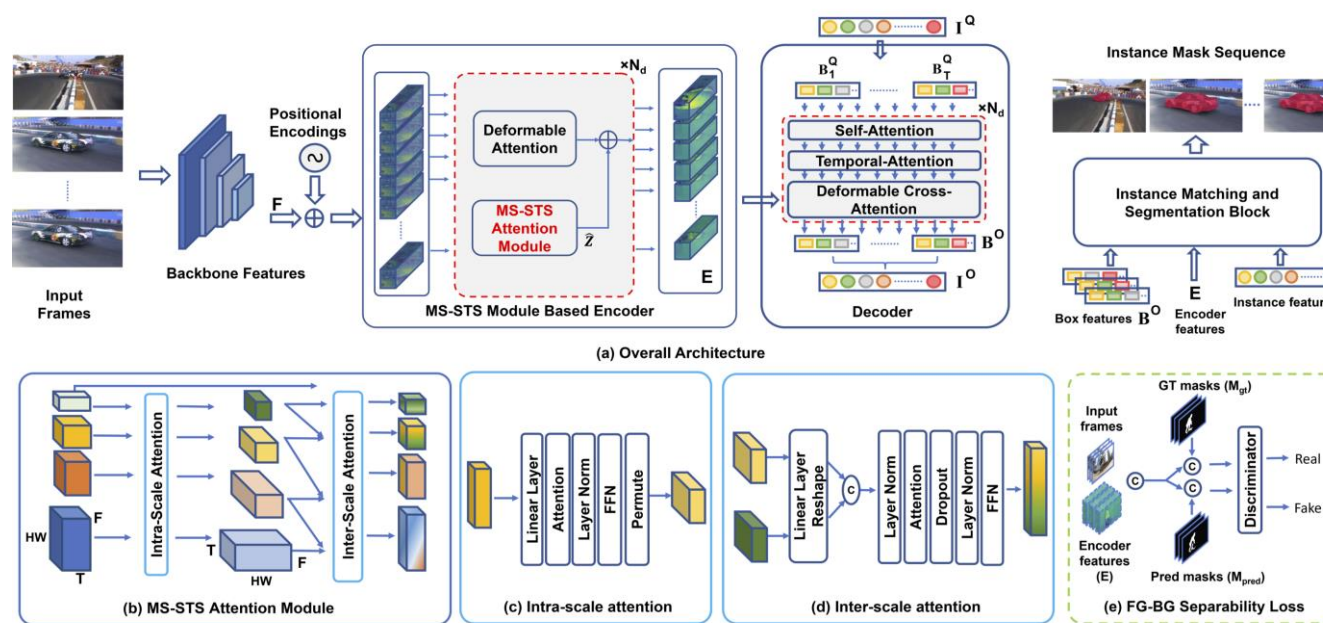 Input
Frames
Backbone Features
Positional
Encodings
F
×N_d
Deformable
Attention
MS-STS
Attention
Module
Ẑ
E
MS-STS Module Based Encoder
I^Q
B_1^Q
B_T^Q
×N_d
Self-Attention
Temporal-Attention
Deformable Cross-
Attention
B^O
I^O
Decoder
Instance Mask Sequence
Instance Matching and
Segmentation Block
Box features B^O
E
Encoder
features
Instance featur
(a) Overall Architecture
HW
F
T
Intra-Scale Attention
T
HW
F
Inter-Scale Attention
(b) MS-STS Attention Module
Linear Layer
Attention
Layer Norm
FFN
Permute
(c) Intra-scale attention
Linear Layer
Reshape
C
Layer Norm
Attention
Dropout
Layer Norm
FFN
(d) Inter-scale attention
GT masks (M_gt)
Input
frames
C
C
C
Discriminator
Real
Fake
Encoder
features
(E)
Pred masks (M_pred)
(e) FG-BG Separability Loss